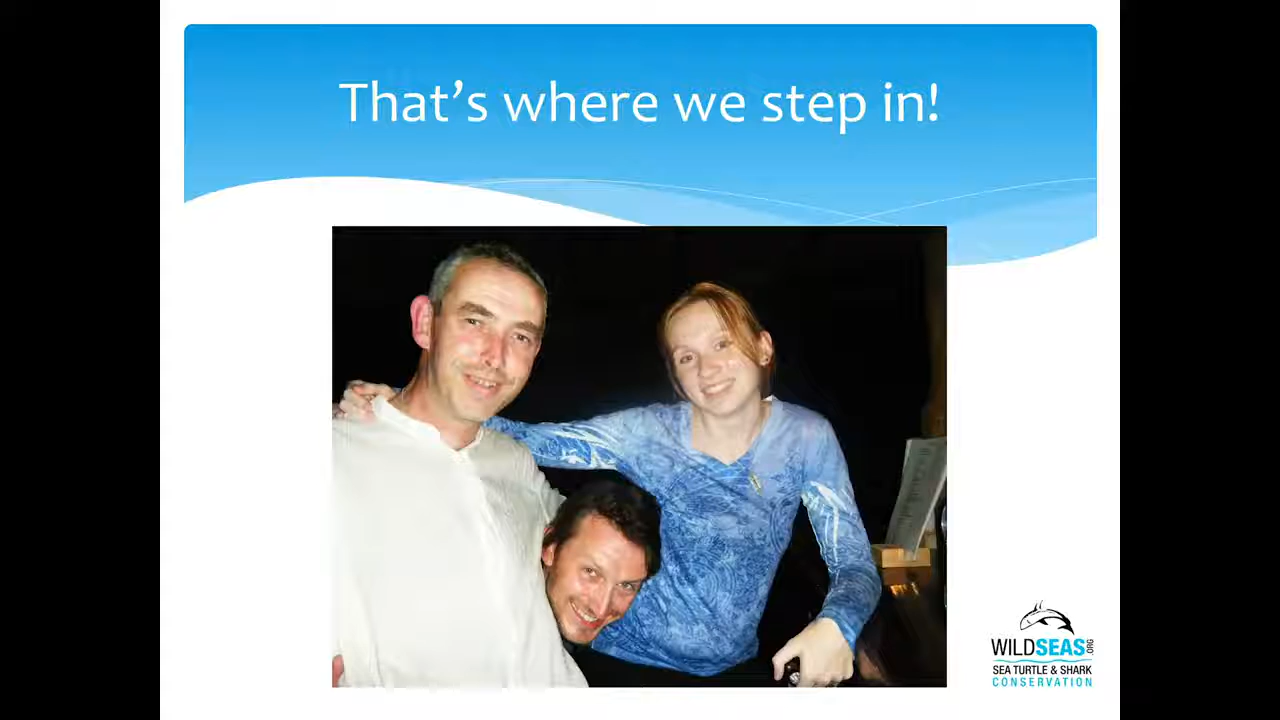 That's where we step in!
WILDSEAS.ORG
SEA TURTLE & SHARK
CONSERVATION